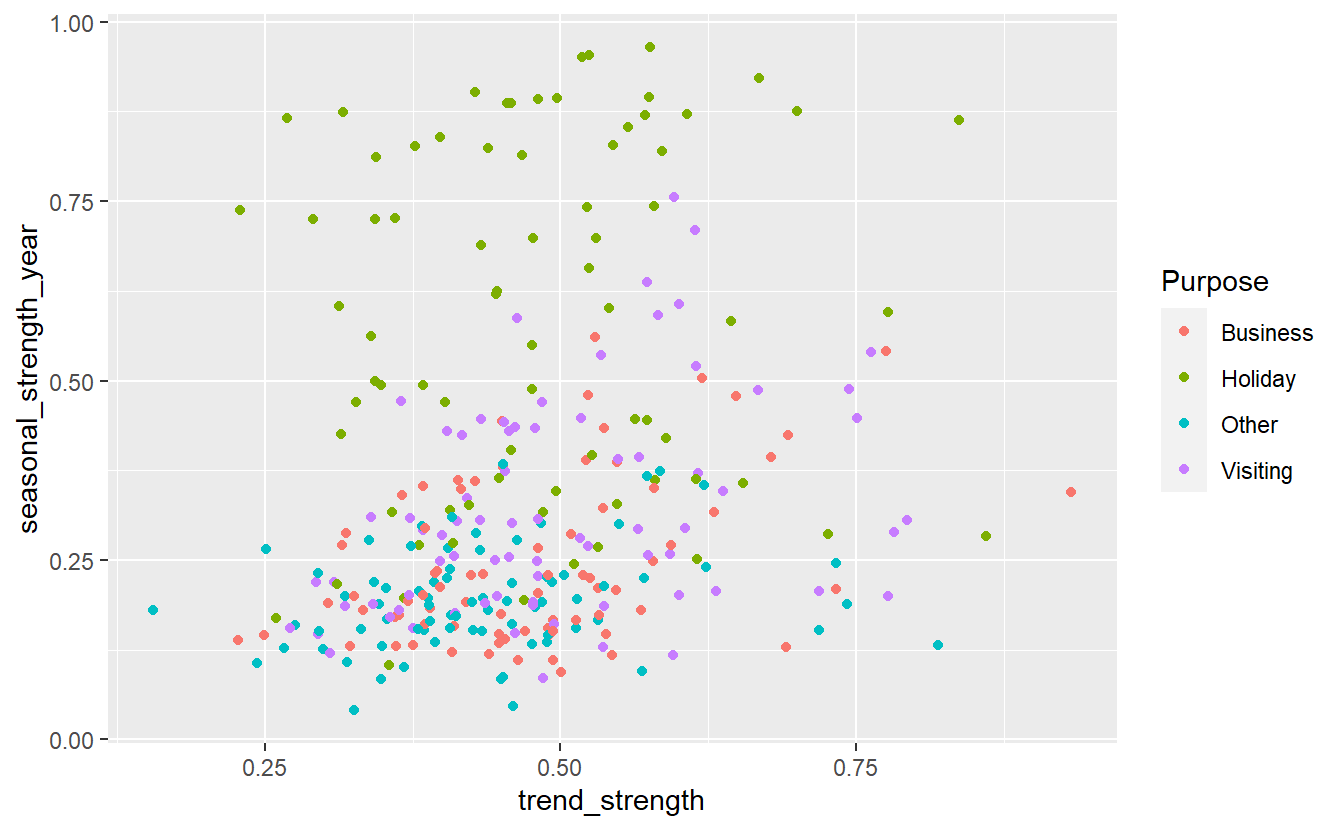 1.00
0.75
0.50
0.25
0.00
seasonal_strength_year
0.25 0.50 0.75
trend_strength
Purpose
Business
Holiday
Other
Visiting